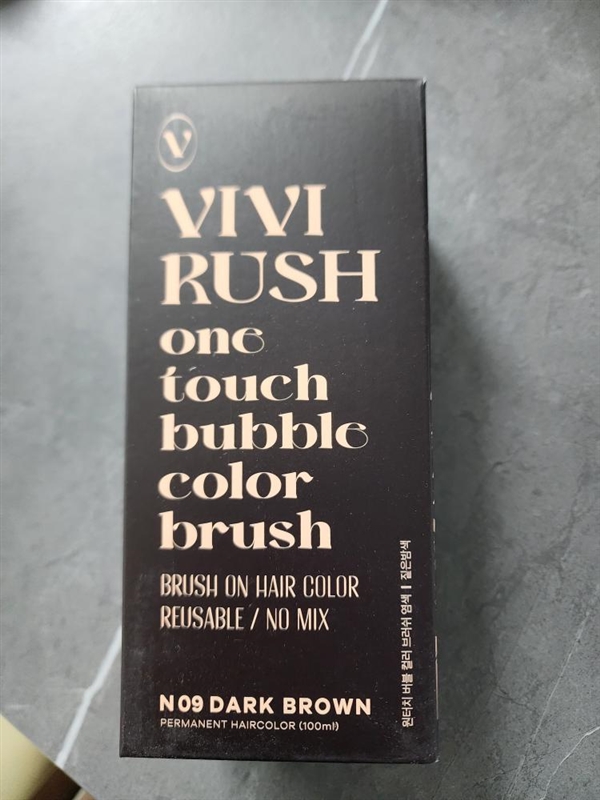 V
VIVI
RUSH
one
touch
bubble
color
brush
BRUSH ON HAIR COLOR
REUSABLE / NO MIX
N09 DARK BROWN
PERMANENT HAIRCOLOR (100ml)
원터치 버블 컬러 브러쉬 염색 | 짙은밤색